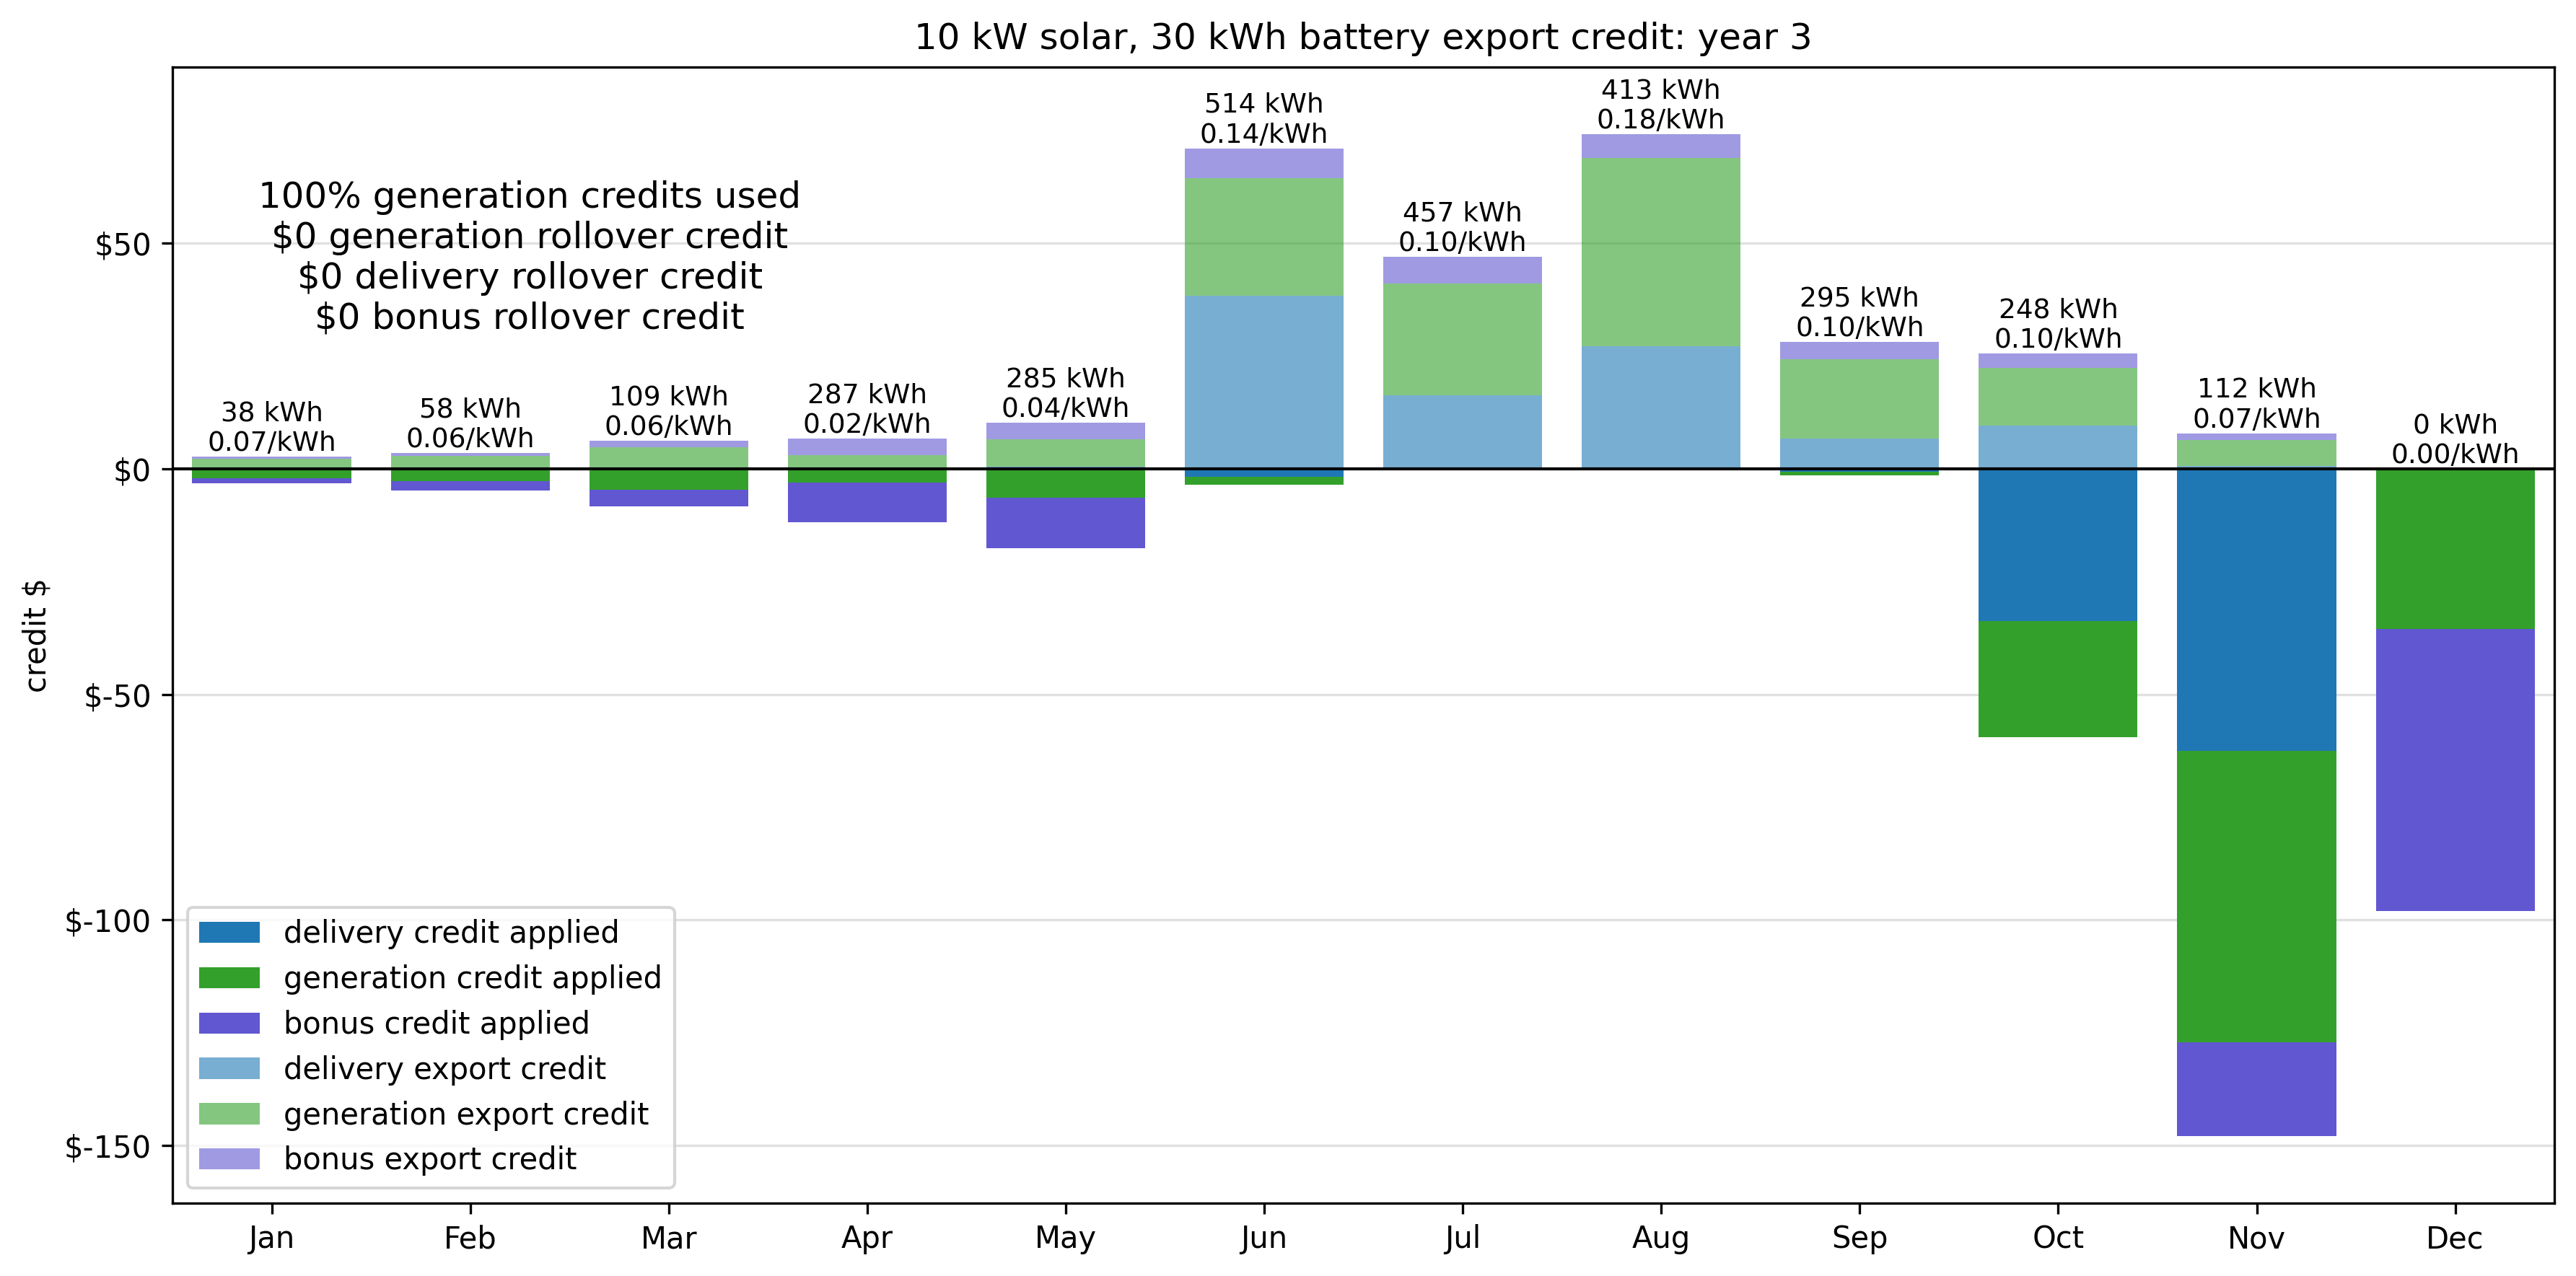 10 kW solar, 30 kWh battery export credit: year 3
credit $
$50
$0
$-50
$-100
$-150
100% generation credits used
$0 generation rollover credit
$0 delivery rollover credit
$0 bonus rollover credit
38 kWh
0.07/kWh
58 kWh
0.06/kWh
109 kWh
0.06/kWh
287 kWh
0.02/kWh
285 kWh
0.04/kWh
514 kWh
0.14/kWh
457 kWh
0.10/kWh
413 kWh
0.18/kWh
295 kWh
0.10/kWh
248 kWh
0.10/kWh
112 kWh
0.07/kWh
0 kWh
0.00/kWh
delivery credit applied
generation credit applied
bonus credit applied
delivery export credit
generation export credit
bonus export credit
Jan Feb Mar Apr May Jun Jul Aug Sep Oct Nov Dec